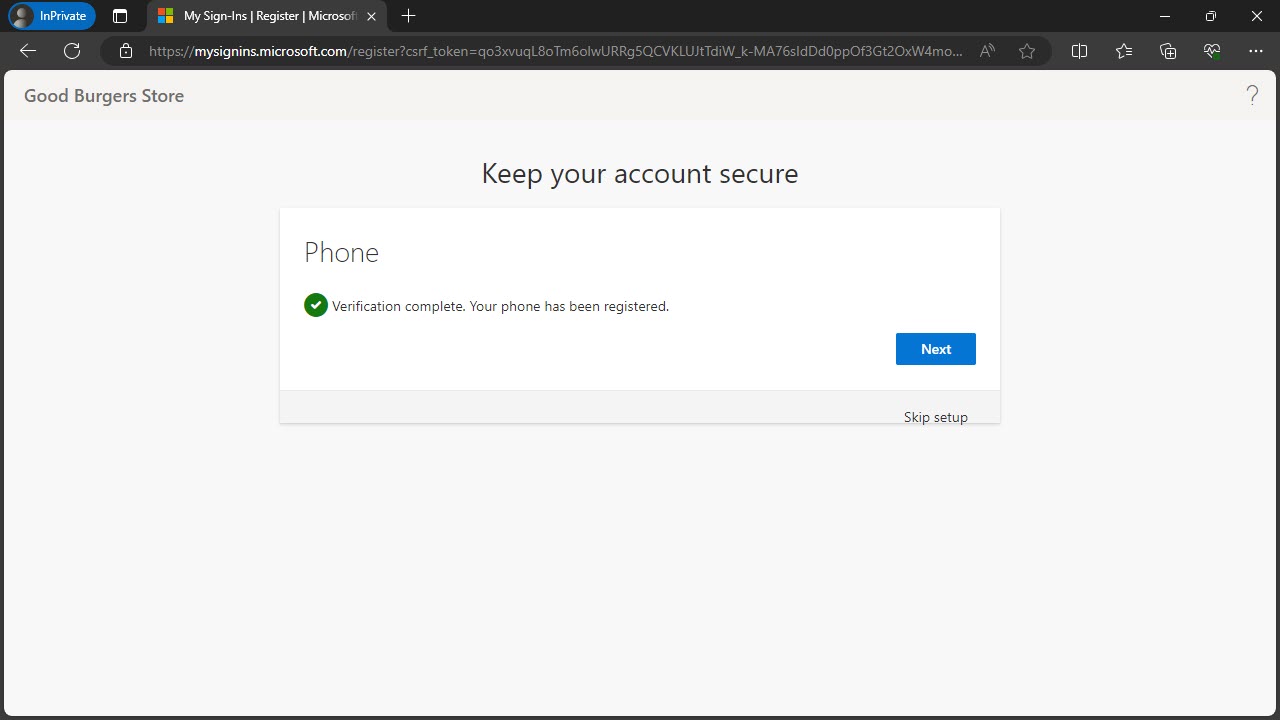 InPrivate
My Sign-Ins | Register | Microsof
https://mysignins.microsoft.com/register?csrf_token=qo3xvuqL8oTm6olwURRg5QCVKLUJtTdiW_k-MA76sIdDd0ppOf3Gt2OxW4mo...
Good Burgers Store
?
Keep your account secure
Phone
Verification complete. Your phone has been registered.
Next
Skip setup